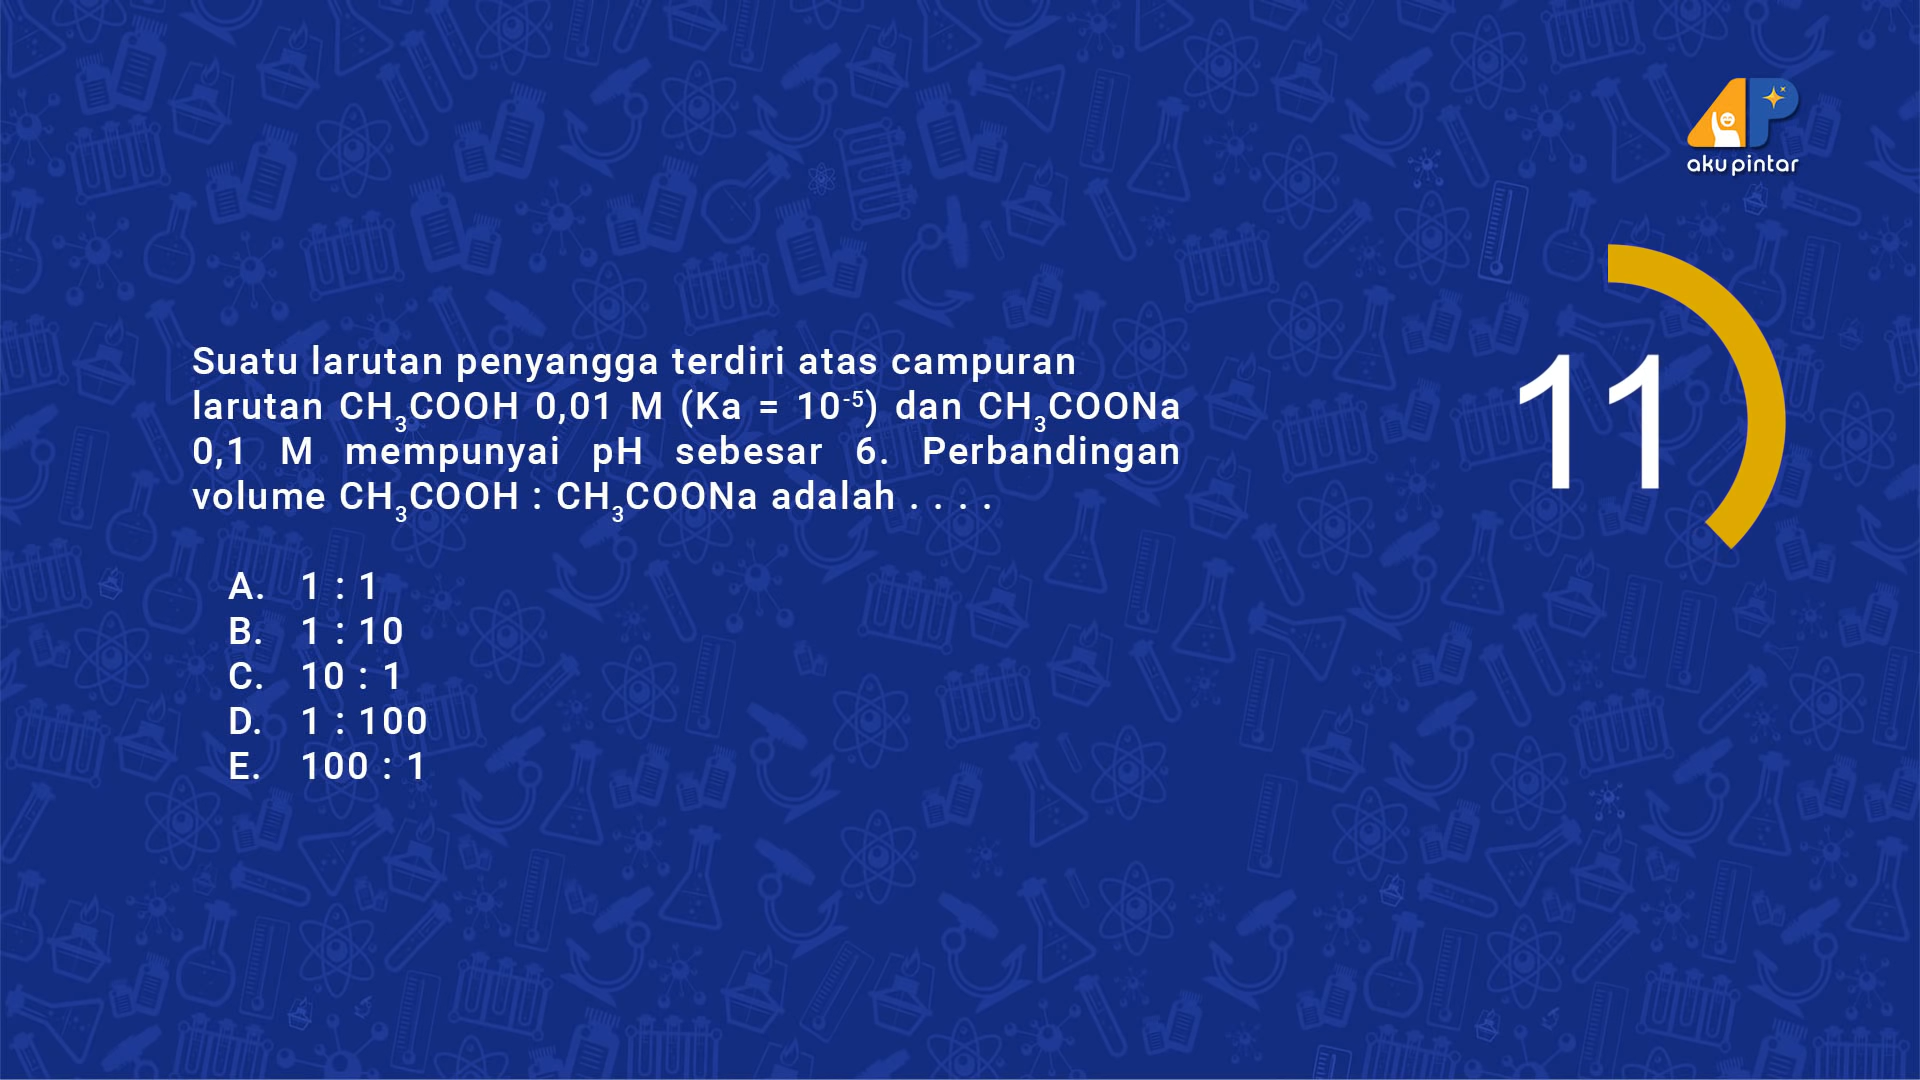 aku pintar
Suatu larutan penyangga terdiri atas campuran
larutan CH₃COOH 0,01 M (Ka = 10⁻⁵) dan CH₃COONa
0,1 M mempunyai pH sebesar 6. Perbandingan
volume CH₃COOH : CH₃COONa adalah . . . .
11
A. 1 : 1
B. 1 : 10
C. 10 : 1
D. 1 : 100
E. 100 : 1